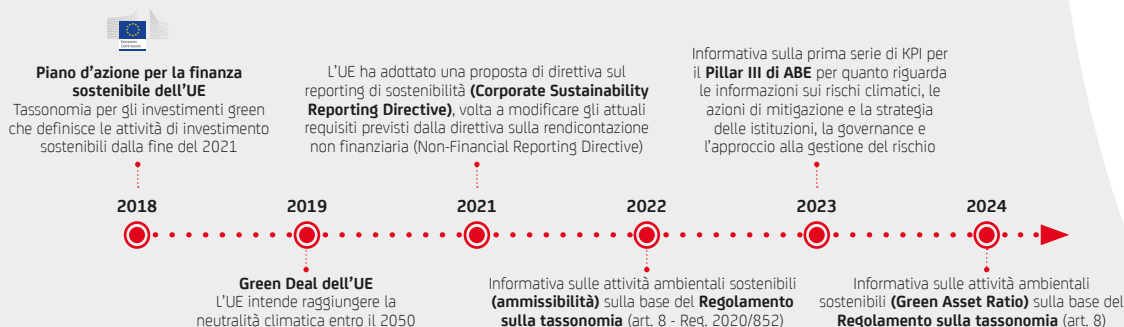 European
Commission
Piano d'azione per la finanza
sostenibile dell'UE
Tassonomia per gli investimenti green
che definisce le attività di investimento
sostenibili dalla fine del 2021
L'UE ha adottato una proposta di direttiva sul
reporting di sostenibilità (Corporate Sustainability
Reporting Directive), volta a modificare gli attuali
requisiti previsti dalla direttiva sulla rendicontazione
non finanziaria (Non-Financial Reporting Directive)
Informativa sulla prima serie di KPI per
il Pillar III di ABE per quanto riguarda
le informazioni sui rischi climatici, le
azioni di mitigazione e la strategia
delle istituzioni, la governance e
l'approccio alla gestione del rischio
2018
2019
2021
2022
2023
2024
Green Deal dell'UE
L'UE intende raggiungere la
neutralità climatica entro il 2050
Informativa sulle attività ambientali sostenibili
(ammissibilità) sulla base del Regolamento
sulla tassonomia (art. 8 - Reg. 2020/852)
Informativa sulle attività ambientali
sostenibili (Green Asset Ratio) sulla base del
Regolamento sulla tassonomia (art. 8)